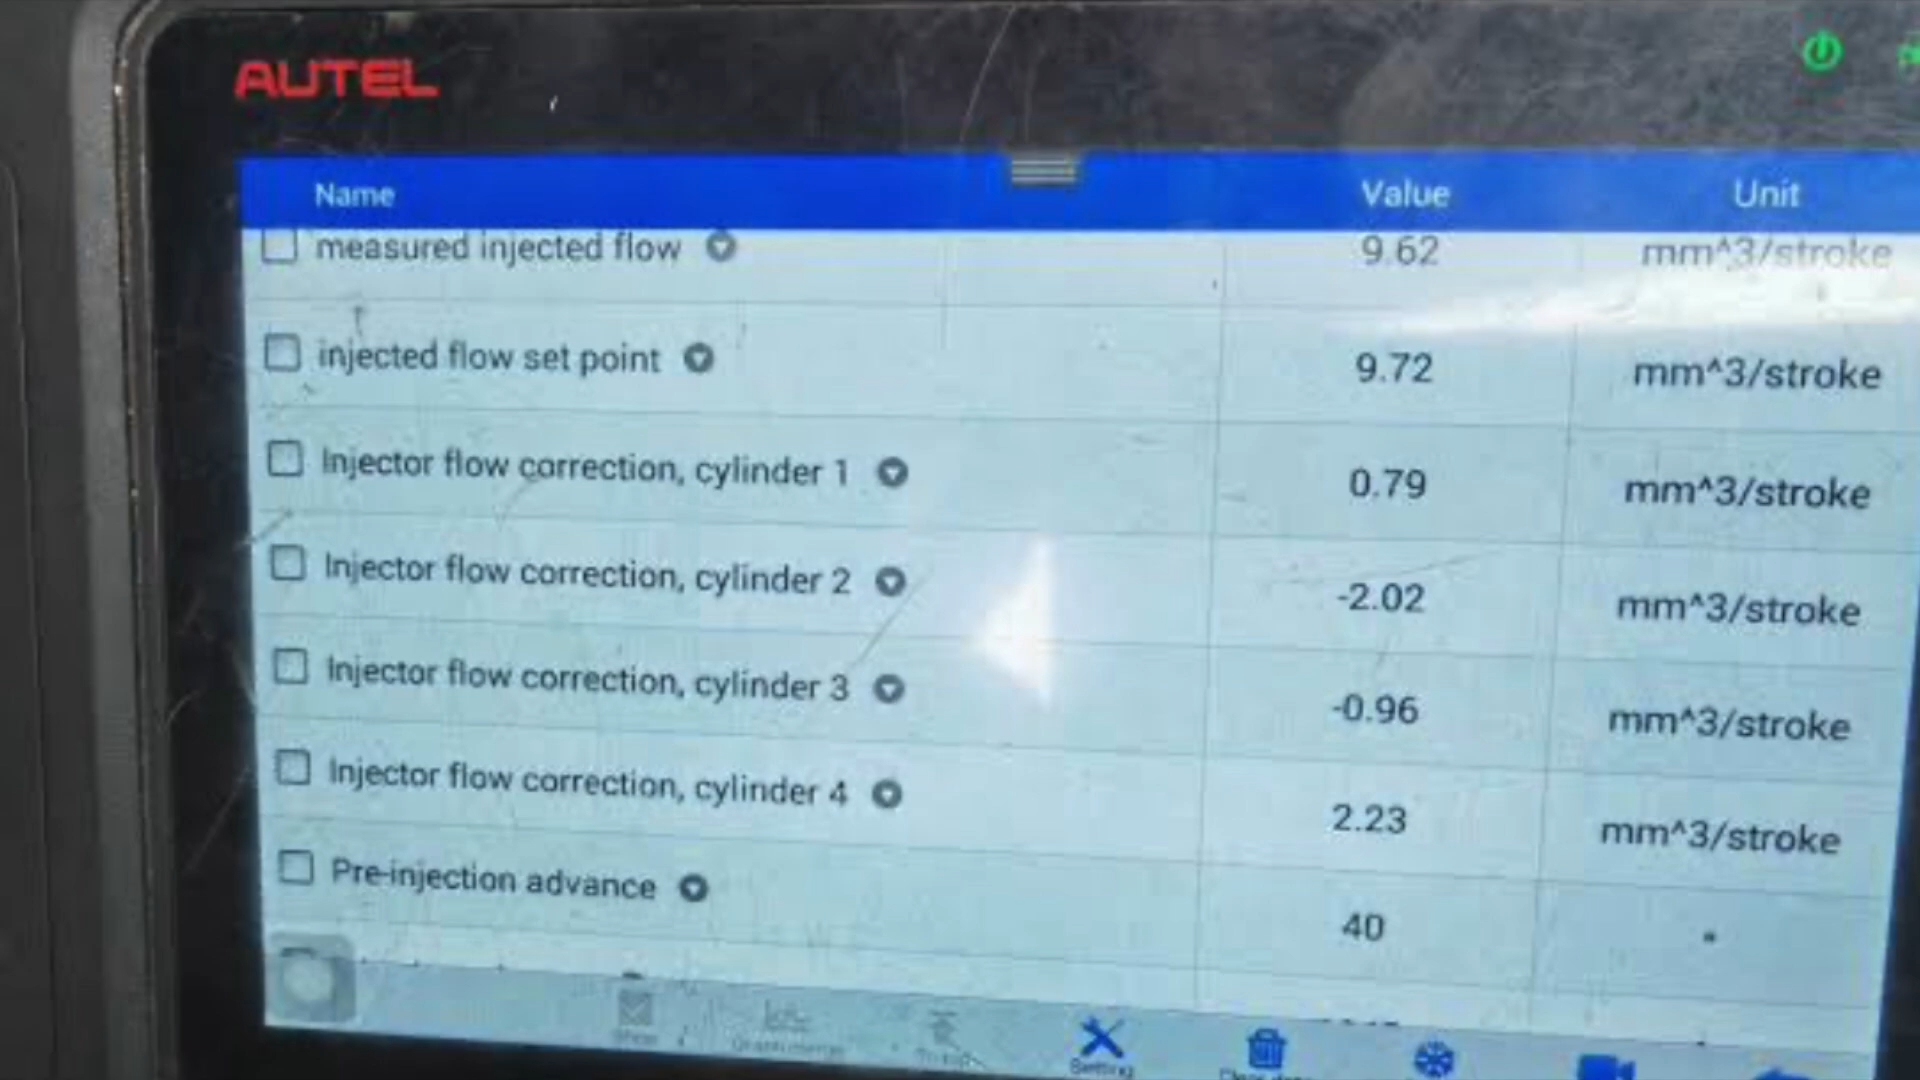 AUTEL
Name Value Unit
measured injected flow 9.62 mm^3/stroke
injected flow set point 9.72 mm^3/stroke
Injector flow correction, cylinder 1 0.79 mm^3/stroke
Injector flow correction, cylinder 2 -2.02 mm^3/stroke
Injector flow correction, cylinder 3 -0.96 mm^3/stroke
Injector flow correction, cylinder 4 2.23 mm^3/stroke
Pre-injection advance 40 °
Setting